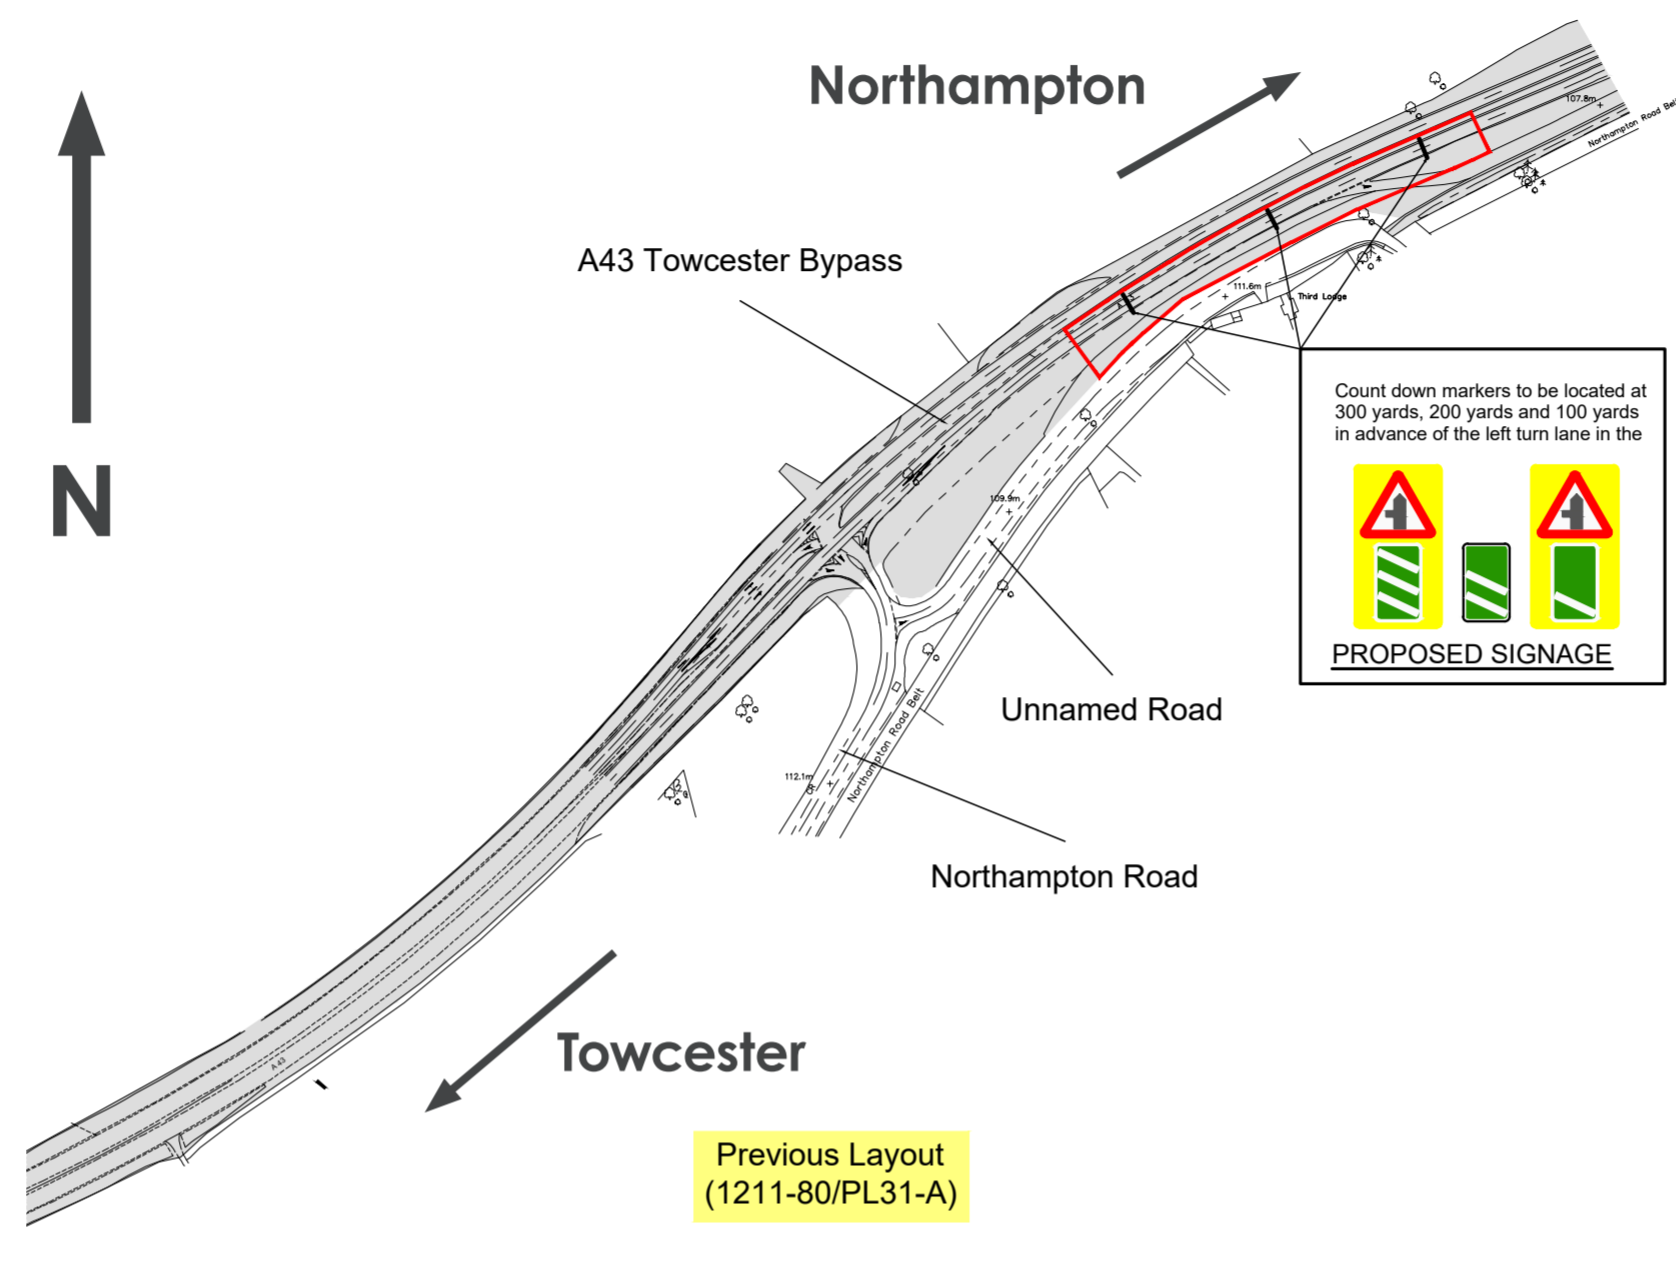 Northampton
107.8m
Northampton Road Belt
A43 Towcester Bypass
111.6m
Third Lodge
Count down markers to be located at
300 yards, 200 yards and 100 yards
in advance of the left turn lane in the
PROPOSED SIGNAGE
N
109.9m
Unnamed Road
Northampton Road Belt
112.1m
CR
Northampton Road
A43
Towcester
Previous Layout
(1211-80/PL31-A)